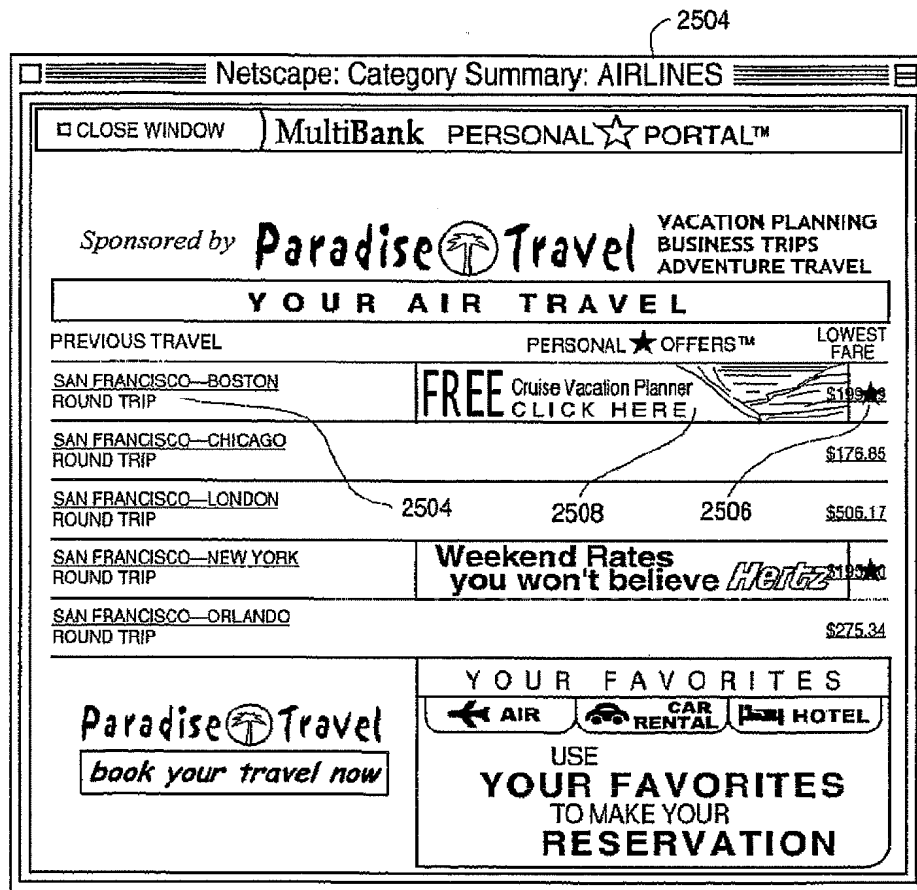 2504
Netscape: Category Summary: AIRLINES
CLOSE WINDOW MultiBank PERSONAL PORTAL™
Sponsored by Paradise Travel
VACATION PLANNING
BUSINESS TRIPS
ADVENTURE TRAVEL
YOUR AIR TRAVEL
PREVIOUS TRAVEL PERSONAL ★ OFFERS™ LOWEST FARE
SAN FRANCISCO—BOSTON
ROUND TRIP
FREE Cruise Vacation Planner
CLICK HERE
SAN FRANCISCO—CHICAGO
ROUND TRIP
$176.85
2504 2508 2506
SAN FRANCISCO—LONDON
ROUND TRIP
$506.17
SAN FRANCISCO—NEW YORK
ROUND TRIP
Weekend Rates
you won't believe Hertz
SAN FRANCISCO—ORLANDO
ROUND TRIP
$275.34
Paradise Travel
book your travel now
YOUR FAVORITES
AIR CAR RENTAL HOTEL
USE
YOUR FAVORITES
TO MAKE YOUR
RESERVATION